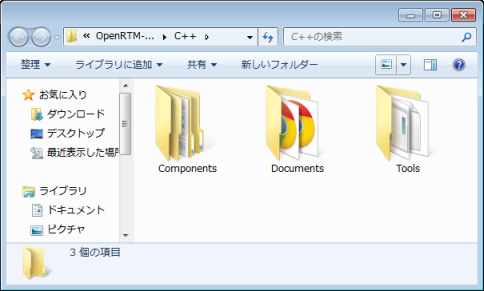 « OpenRTM-... ▸ C++ ▸
C++の検索
整理 ▼ ライブラリに追加 ▼ 共有 ▼ 新しいフォルダー
お気に入り
ダウンロード
デスクトップ
最近表示した場所
ライブラリ
ドキュメント
ピクチャ
Components
Documents
Tools
3 個の項目